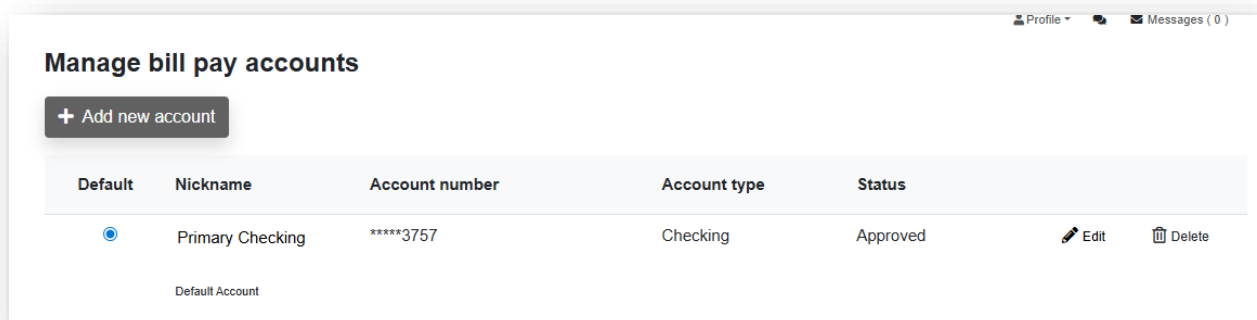 Profile Messages ( 0 )
Manage bill pay accounts
+ Add new account
Default Nickname Account number Account type Status
Primary Checking *****3757 Checking Approved Edit Delete
Default Account